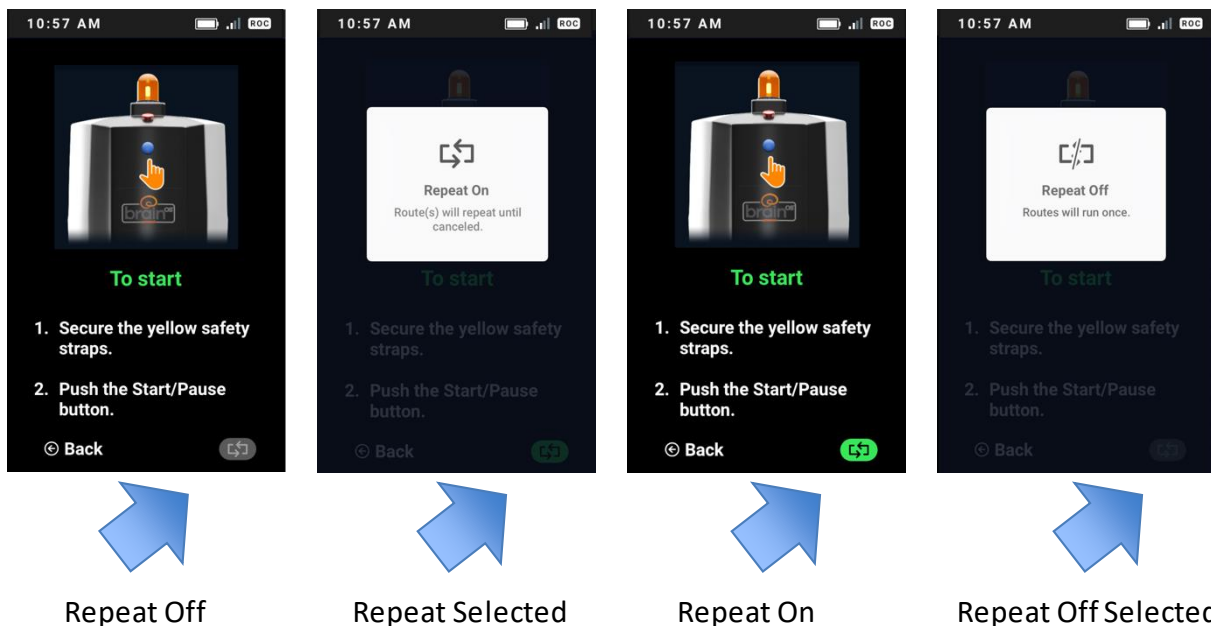 10:57 AM ROC
brain OS
To start
1. Secure the yellow safety
straps.
2. Push the Start/Pause
button.
Back
Repeat Off
10:57 AM ROC
Repeat On
Route(s) will repeat until
canceled.
To start
1. Secure the yellow safety
straps.
2. Push the Start/Pause
button.
Back
Repeat Selected
10:57 AM ROC
brain OS
To start
1. Secure the yellow safety
straps.
2. Push the Start/Pause
button.
Back
Repeat On
10:57 AM ROC
Repeat Off
Routes will run once.
To start
1. Secure the yellow safety
straps.
2. Push the Start/Pause
button.
Back
Repeat Off Selected